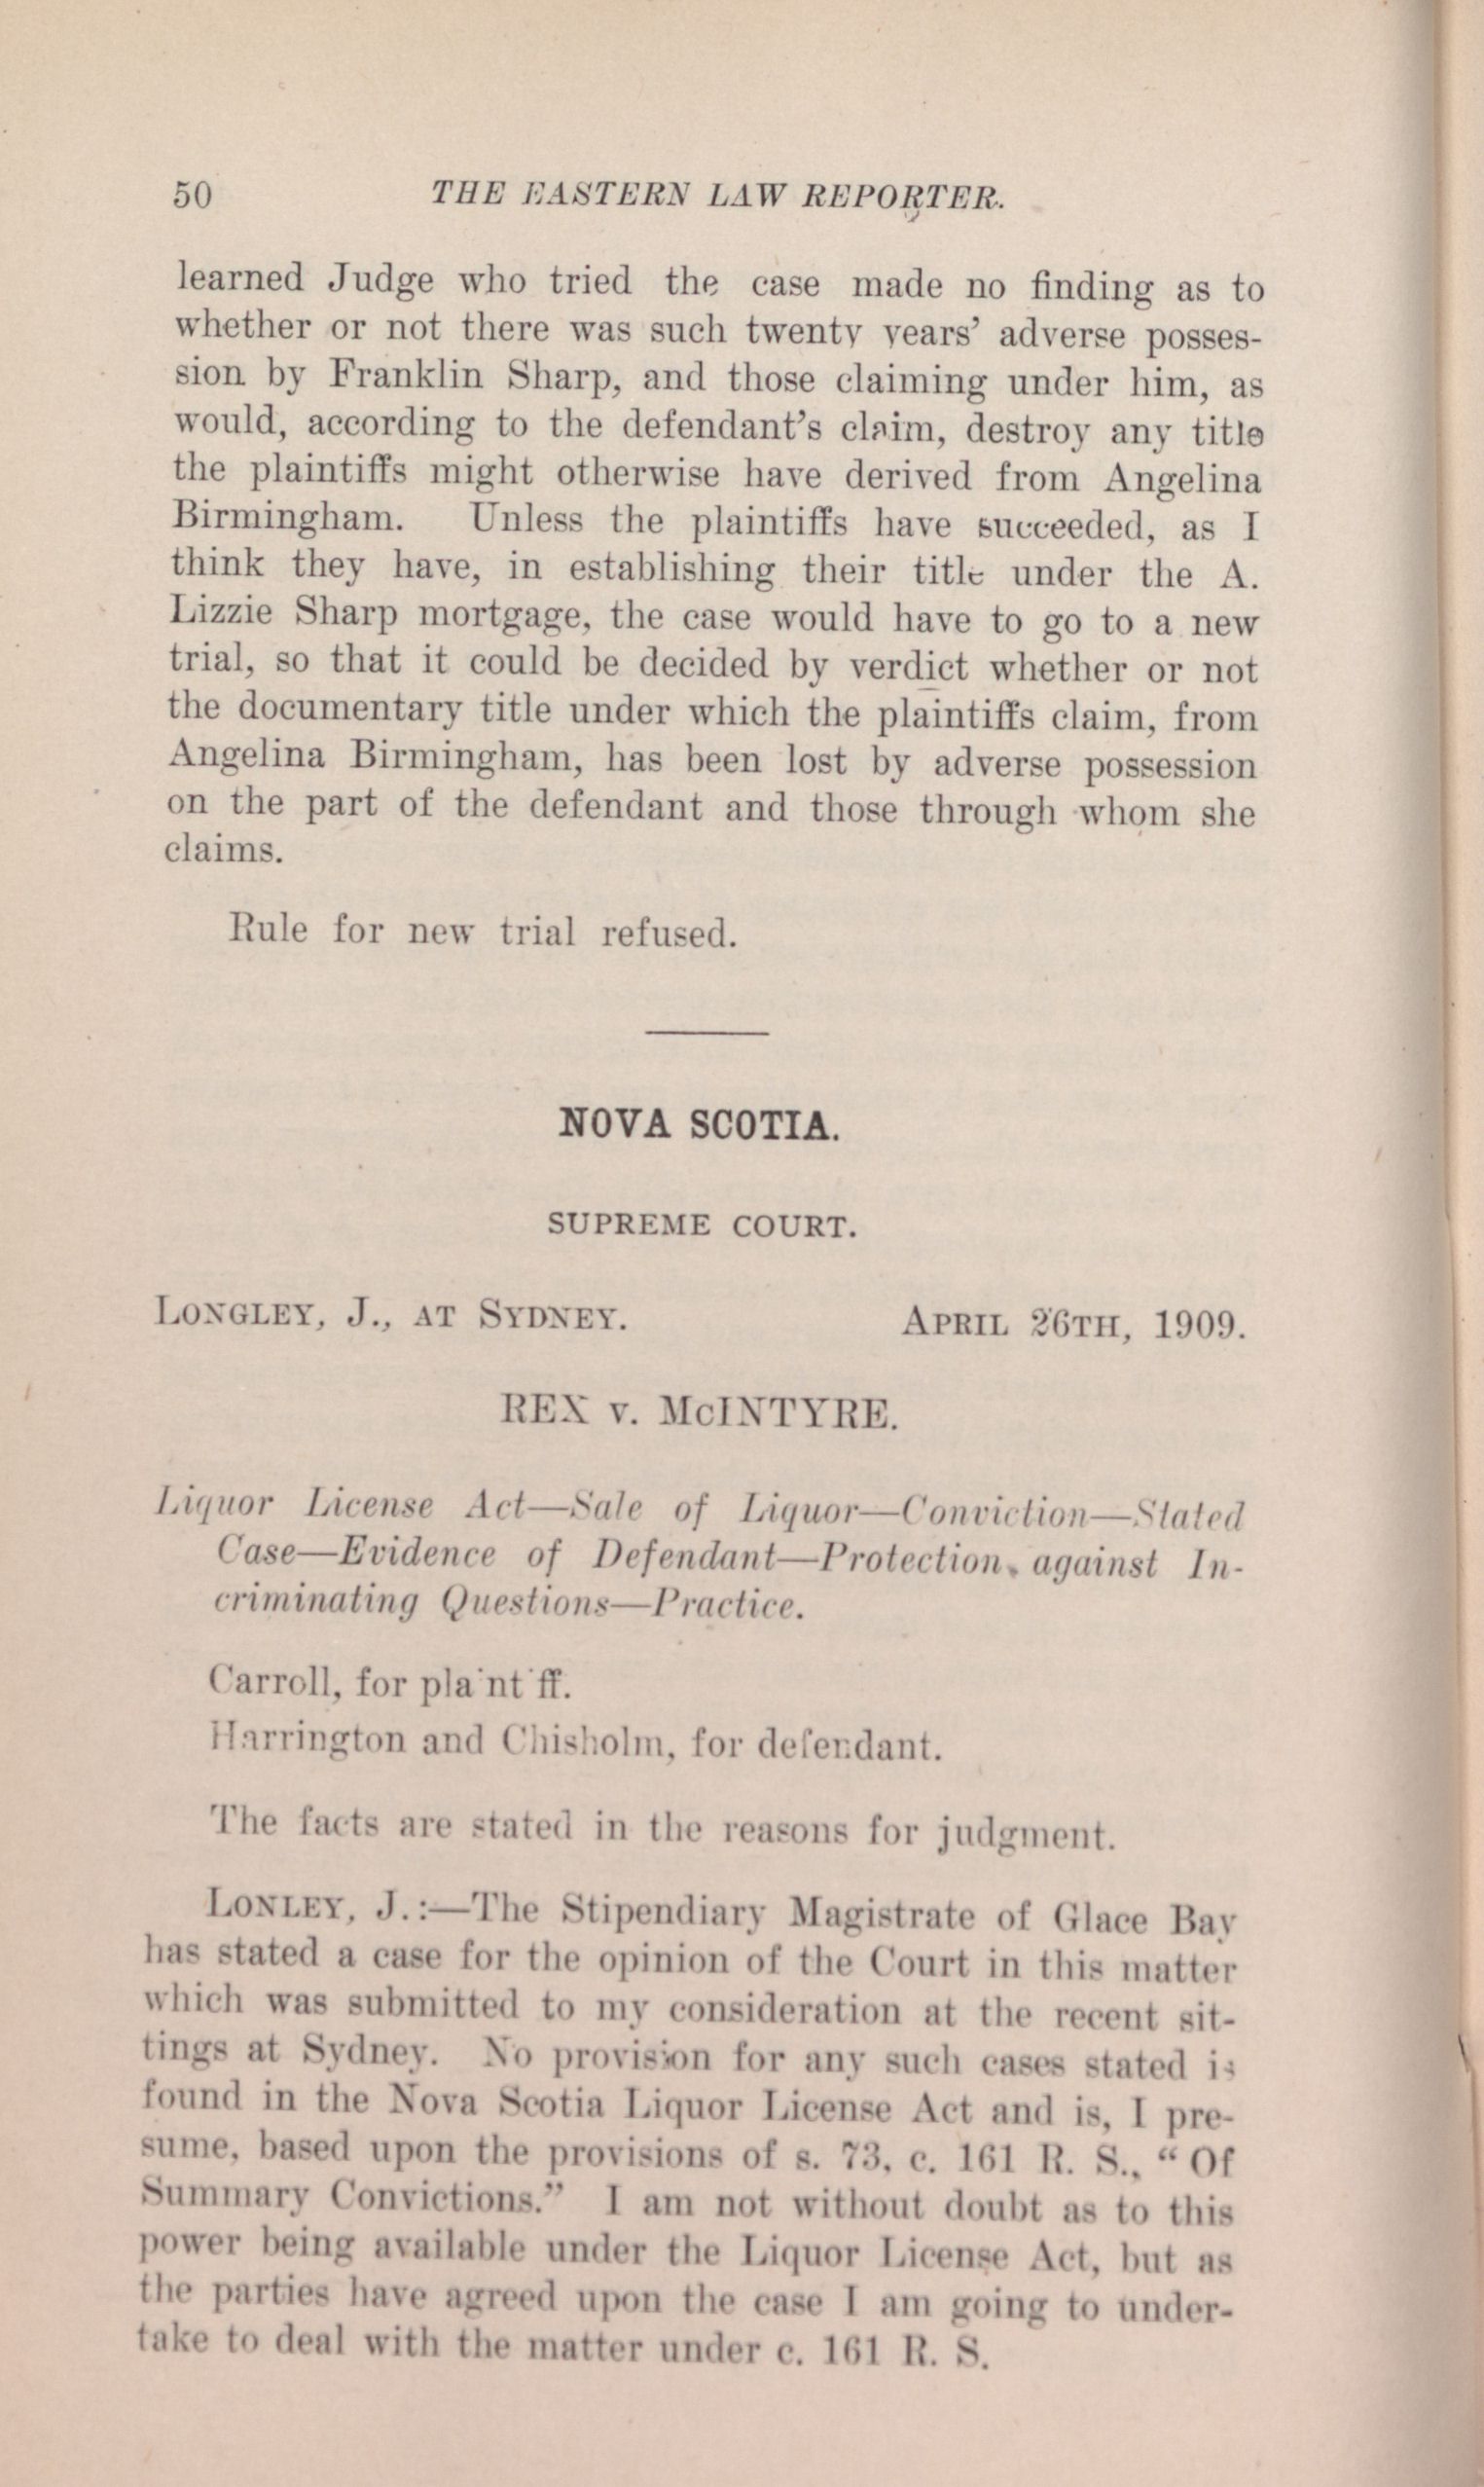 50 THE EASTERN LAW REPORTER.
learned Judge who tried the case made no finding as to
whether or not there was such twenty years' adverse posses-
sion by Franklin Sharp, and those claiming under him, as
would, according to the defendant's claim, destroy any title
the plaintiffs might otherwise have derived from Angelina
Birmingham. Unless the plaintiffs have succeeded, as I
think they have, in establishing their title under the A.
Lizzie Sharp mortgage, the case would have to go to a new
trial, so that it could be decided by verdict whether or not
the documentary title under which the plaintiffs claim, from
Angelina Birmingham, has been lost by adverse possession
on the part of the defendant and those through whom she
claims.
Rule for new trial refused.
NOVA SCOTIA.
SUPREME COURT.
LONGLEY, J., AT SYDNEY. APRIL 26TH, 1909.
REX v. McINTYRE.
Liquor License Act—Sale of Liquor—Conviction—Stated
Case—Evidence of Defendant—Protection, against In-
criminating Questions—Practice.
Carroll, for plaintiff.
Harrington and Chisholm, for defendant.
The facts are stated in the reasons for judgment.
LONLEY, J.:—The Stipendiary Magistrate of Glace Bay
has stated a case for the opinion of the Court in this matter
which was submitted to my consideration at the recent sit-
tings at Sydney. No provision for any such cases stated is
found in the Nova Scotia Liquor License Act and is, I pre-
sume, based upon the provisions of s. 73, c. 161 R. S., "Of
Summary Convictions." I am not without doubt as to this
power being available under the Liquor License Act, but as
the parties have agreed upon the case I am going to under-
take to deal with the matter under c. 161 R. S.